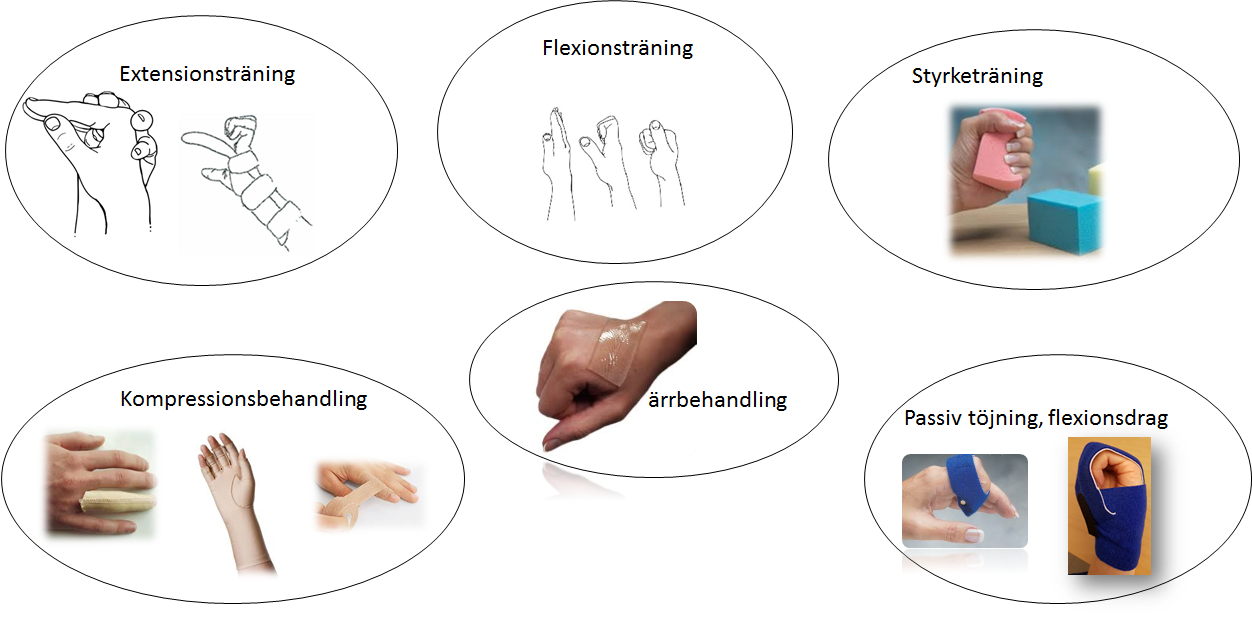 Extensionsträning
Flexionsträning
Styrketräning
Kompressionsbehandling
ärrbehandling
Passiv töjning, flexionsdrag